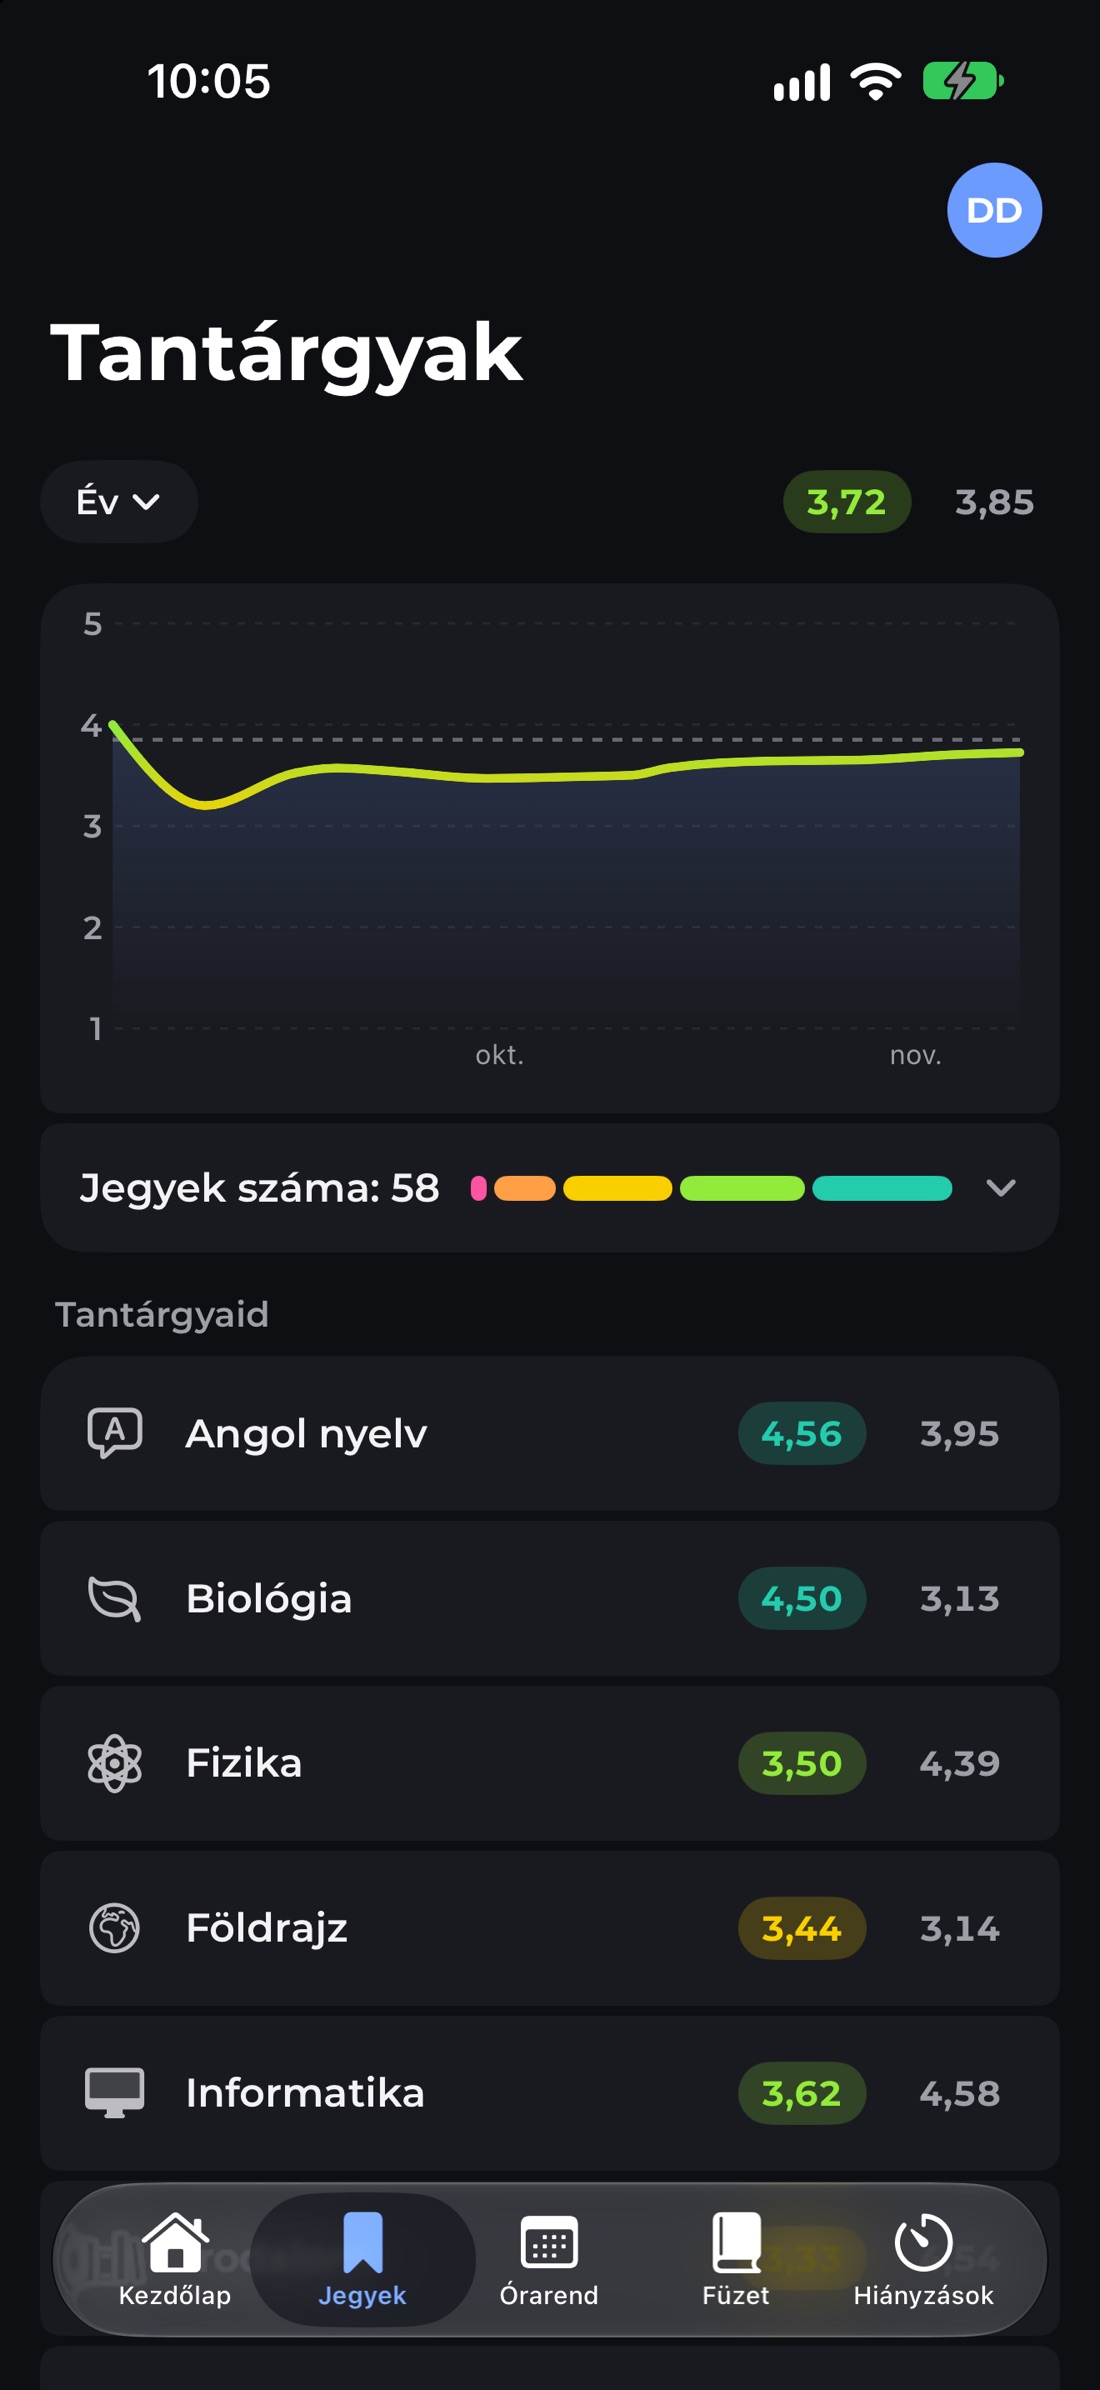 10:05
DD
Tantárgyak
Év
3,72 3,85
5
4
3
2
1
okt. nov.
Jegyek száma: 58
Tantárgyaid
Angol nyelv 4,56 3,95
Biológia 4,50 3,13
Fizika 3,50 4,39
Földrajz 3,44 3,14
Informatika 3,62 4,58
3,33
Kezdőlap Jegyek Órarend Füzet Hiányzások